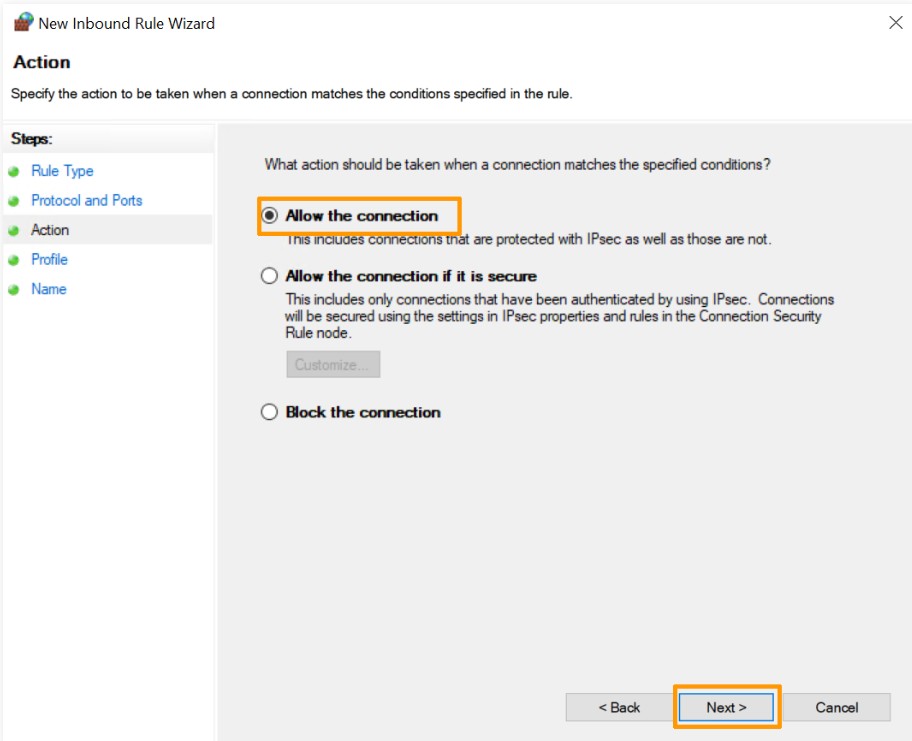 New Inbound Rule Wizard
Action
Specify the action to be taken when a connection matches the conditions specified in the rule.
Steps:
Rule Type
Protocol and Ports
Action
Profile
Name
What action should be taken when a connection matches the specified conditions?
Allow the connection
This includes connections that are protected with IPsec as well as those are not.
Allow the connection if it is secure
This includes only connections that have been authenticated by using IPsec. Connections
will be secured using the settings in IPsec properties and rules in the Connection Security
Rule node.
Customize...
Block the connection
< Back
Next >
Cancel